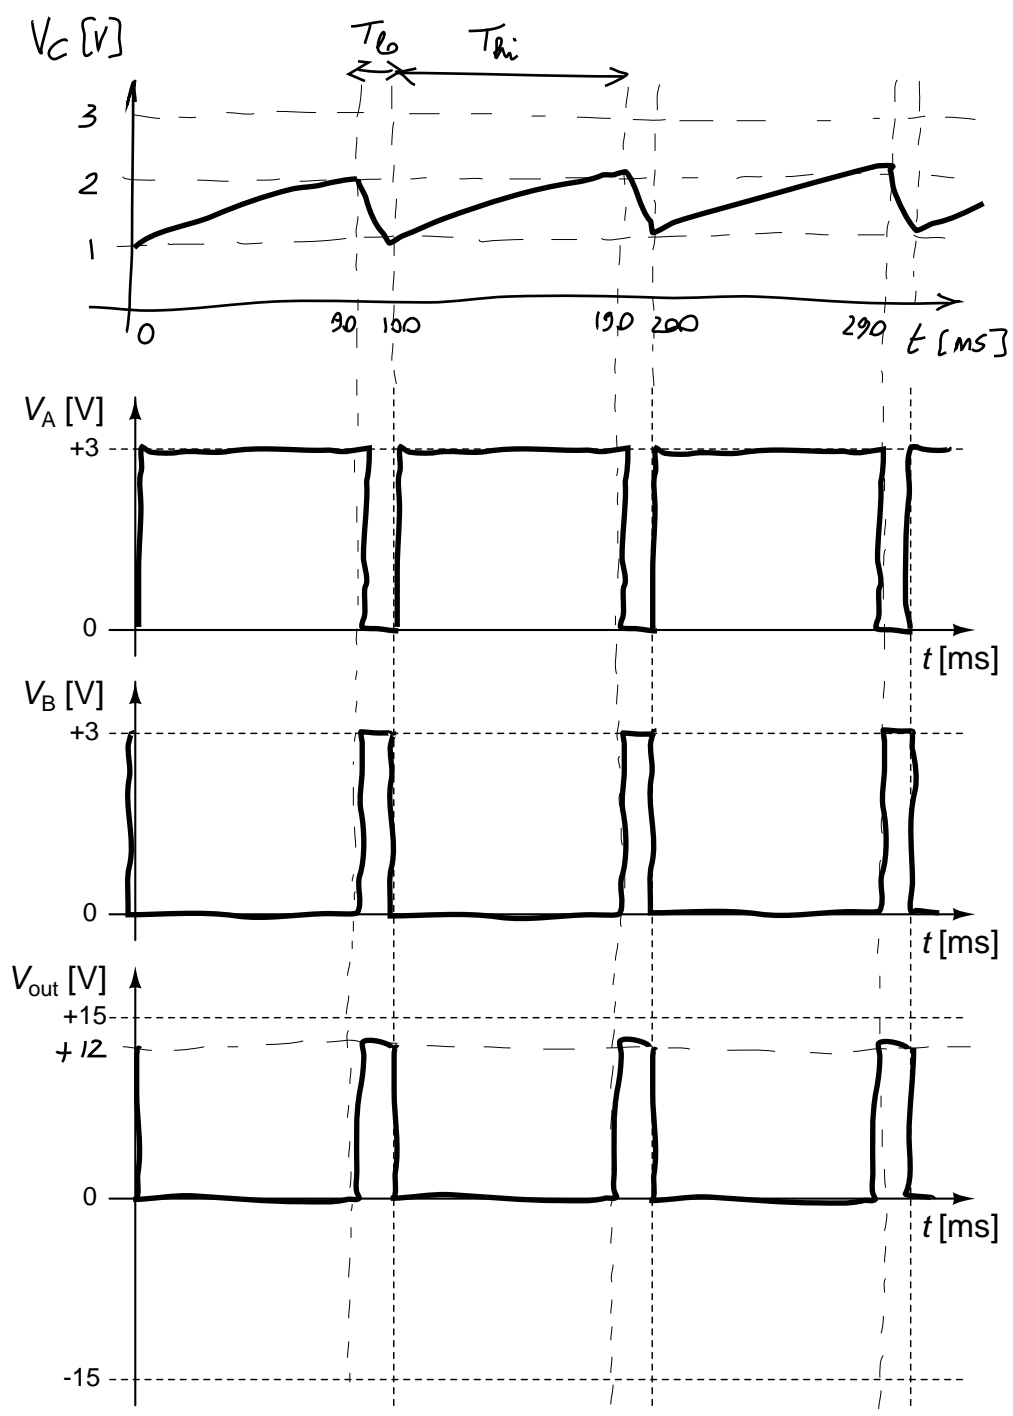 V_C [V] T_lo T_hi
3
2
1
0 90 100 190 200 290 t [ms]
V_A [V]
+3
0
t [ms]
V_B [V]
+3
0
t [ms]
V_out [V]
+15
+12
0
t [ms]
-15